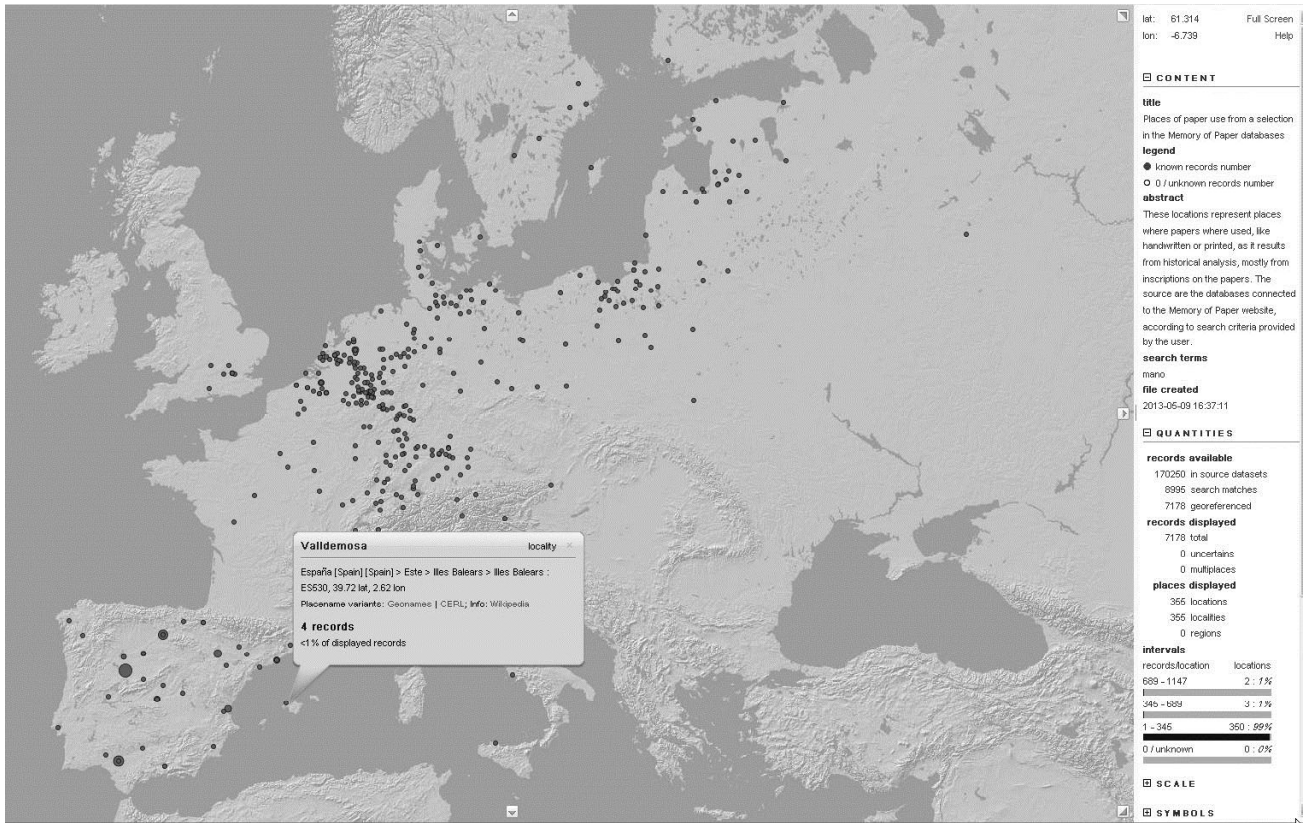 Valldemosa locality ×
España [Spain] [Spain] > Este > Illes Balears > Illes Balears :
ES530, 39.72 lat, 2.62 lon
Placename variants: Geonames | CERL; Info: Wikipedia
4 records
<1% of displayed records
lat: 61.314 Full Screen
lon: -6.739 Help
CONTENT
title
Places of paper use from a selection
in the Memory of Paper databases
legend
known records number
0 / unknown records number
abstract
These locations represent places
where papers where used, like
handwritten or printed, as it results
from historical analysis, mostly from
inscriptions on the papers. The
source are the databases connected
to the Memory of Paper website,
according to search criteria provided
by the user.
search terms
mano
file created
2013-05-09 16:37:11
QUANTITIES
records available
170250 in source datasets
8995 search matches
7178 georeferenced
records displayed
7178 total
0 uncertains
0 multiplaces
places displayed
355 locations
355 localities
0 regions
intervals
records/location locations
689 - 1147 2 : 1%
345 - 689 3 : 1%
1 - 345 350 : 99%
0 / unknown 0 : 0%
SCALE
SYMBOLS